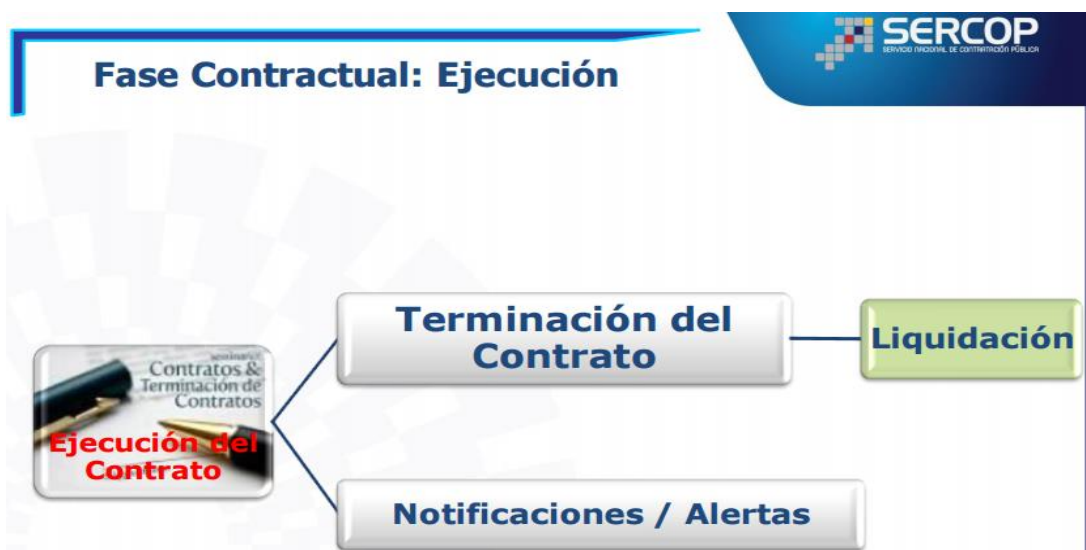 SERCOP
SERVICIO NACIONAL DE CONTRATACIÓN PÚBLICA
Fase Contractual: Ejecución
Terminación del
Contrato
Liquidación
seminario:
Contratos &
Terminación de
Contratos
Ejecución del
Contrato
Notificaciones / Alertas